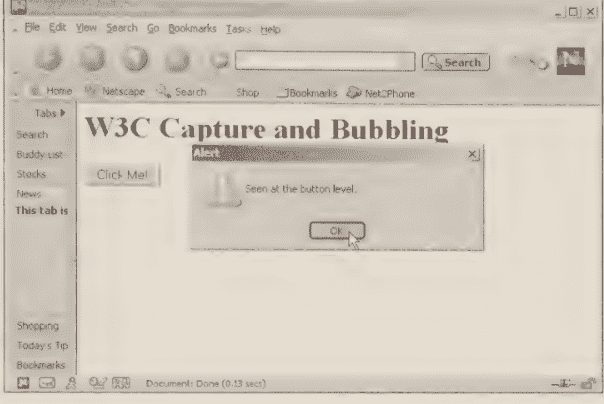 File Edit View Search Go Bookmarks Tasks Help
Search
N
Home Netscape Search Shop Bookmarks Net2Phone
Tabs
Search
Buddy List
Stocks
News
This tab is
Shopping
Today's Tip
Bookmarks
W3C Capture and Bubbling
Click Me!
Alert
Seen at the button level.
OK
Document: Done (0.13 secs)